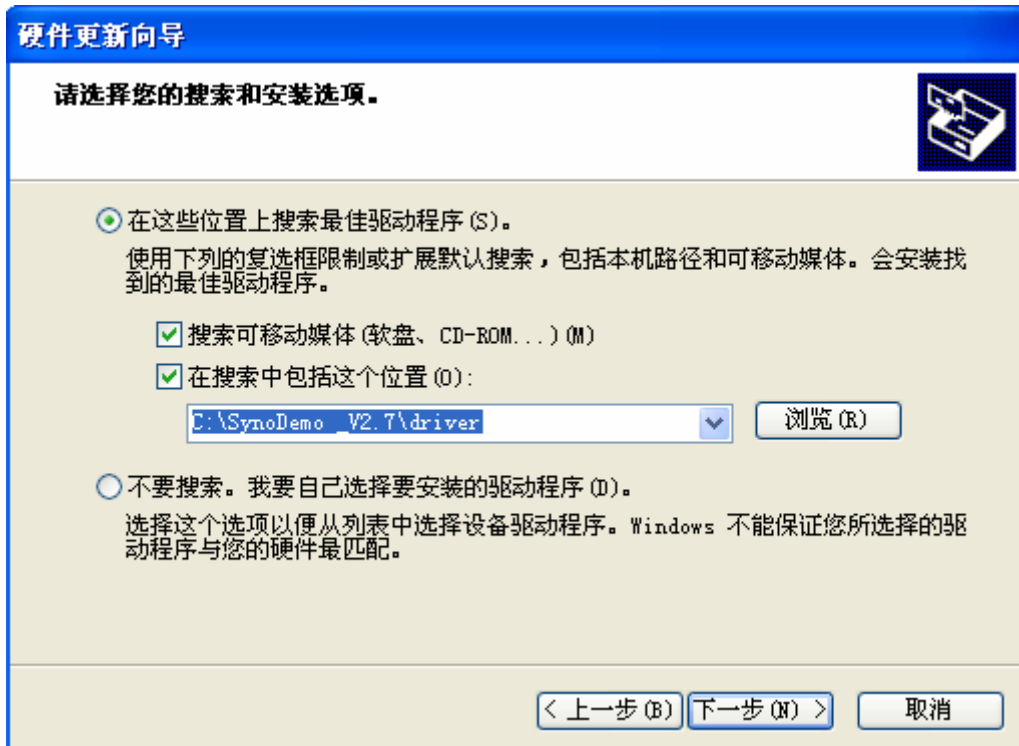 硬件更新向导
请选择您的搜索和安装选项。
在这些位置上搜索最佳驱动程序(S)。
使用下列的复选框限制或扩展默认搜索，包括本机路径和可移动媒体。会安装找
到的最佳驱动程序。
搜索可移动媒体(软盘、CD-ROM...)(M)
在搜索中包括这个位置(O):
C:\SynoDemo _V2.7\driver
浏览(R)
不要搜索。我要自己选择要安装的驱动程序(D)。
选择这个选项以便从列表中选择设备驱动程序。Windows 不能保证您所选择的驱
动程序与您的硬件最匹配。
< 上一步(B) 下一步(N) > 取消